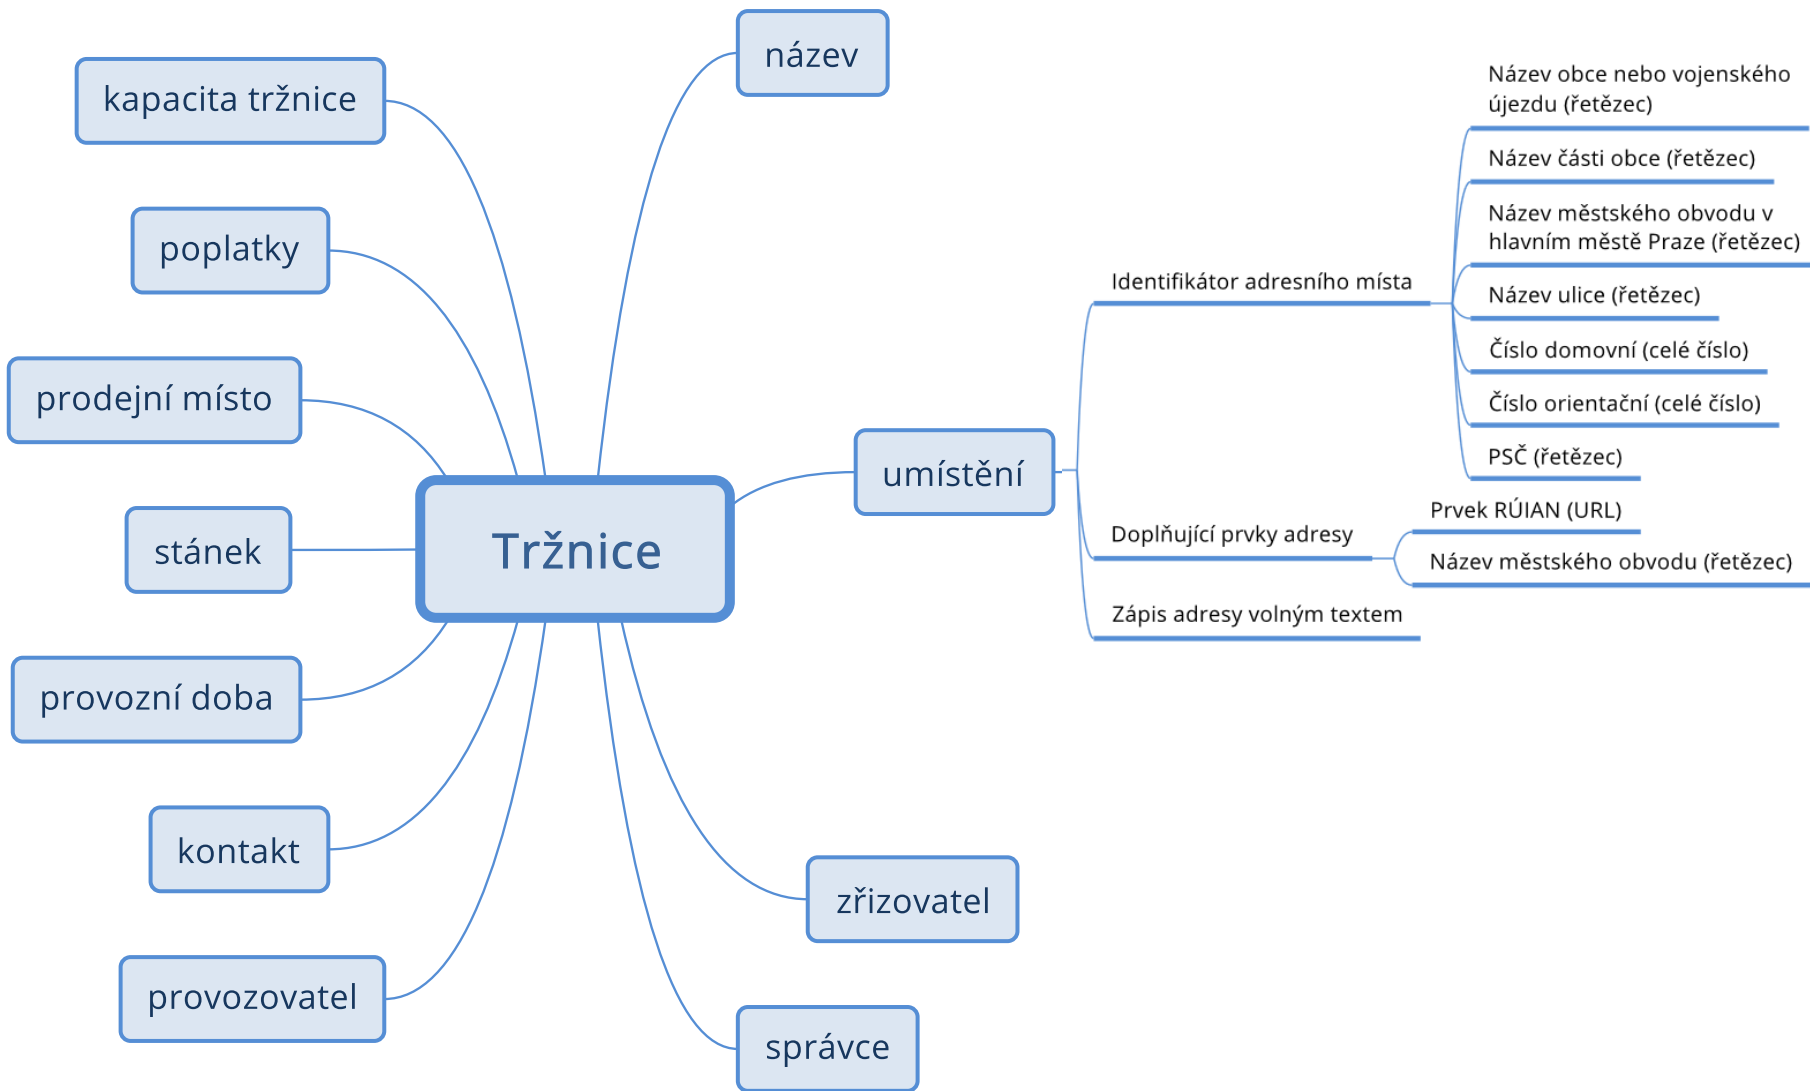 název
kapacita tržnice
poplatky
prodejní místo
stánek
provozní doba
kontakt
provozovatel
Tržnice
umístění
Identifikátor adresního místa
Název obce nebo vojenského
újezdu (řetězec)
Název části obce (řetězec)
Název městského obvodu v
hlavním městě Praze (řetězec)
Název ulice (řetězec)
Číslo domovní (celé číslo)
Číslo orientační (celé číslo)
PSČ (řetězec)
Doplňující prvky adresy
Prvek RÚIAN (URL)
Název městského obvodu (řetězec)
Zápis adresy volným textem
zřizovatel
správce